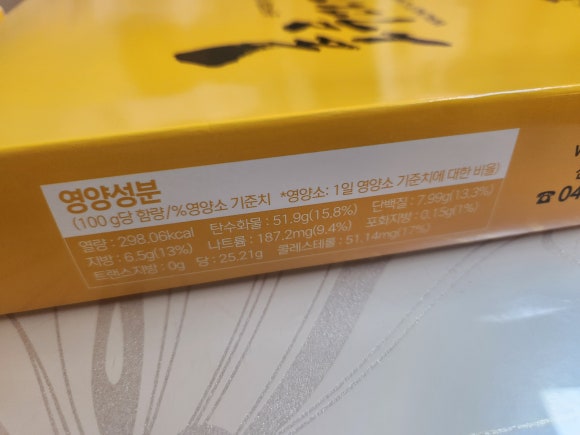 영양성분
(100 g당 함량/%영양소 기준치 *영양소: 1일 영양소 기준치에 대한 비율)
열량 : 298.06kcal 탄수화물 : 51.9g(15.8%) 단백질 : 7.99g(13.3%)
지방 : 6.5g(13%) 나트륨 : 187.2mg(9.4%) 포화지방 : 0.15g(1%)
트랜스지방 : 0g 당 : 25.21g 콜레스테롤 : 51.14mg(17%)
☎ 04